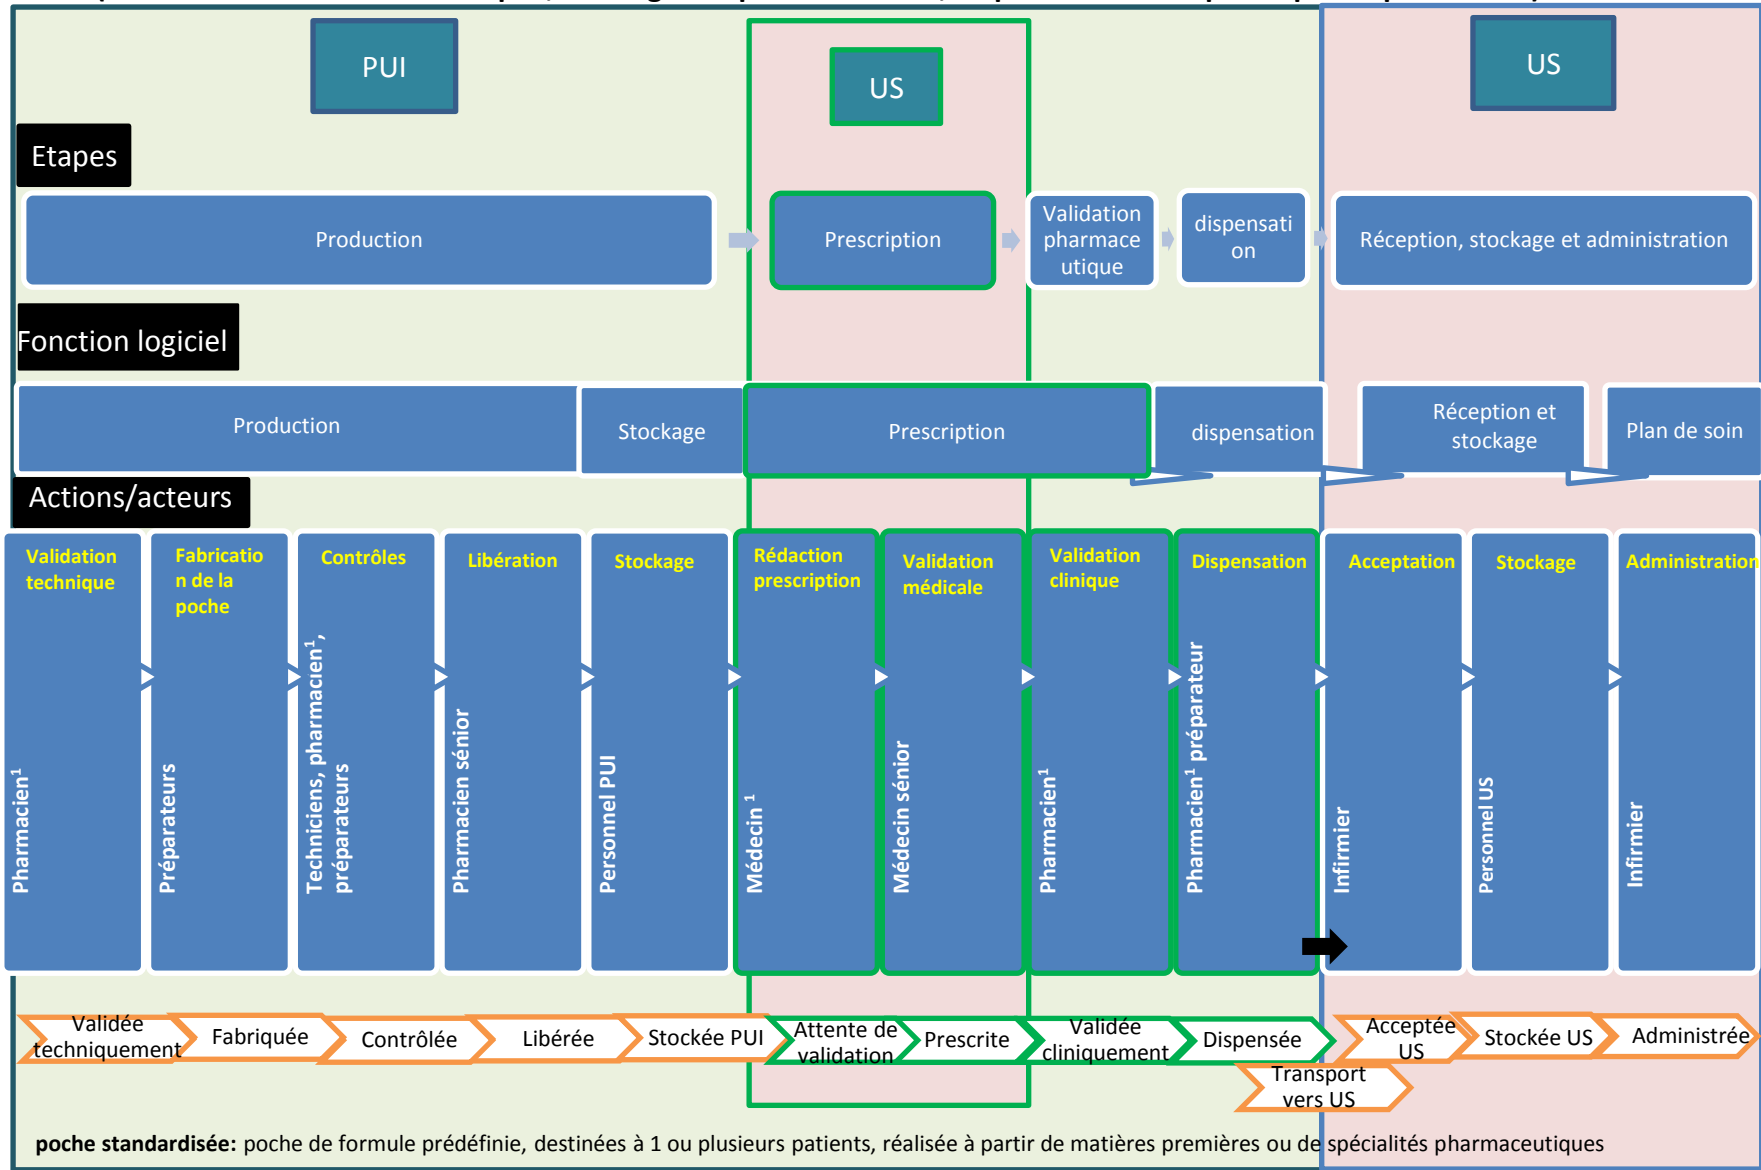 PUI
US
US
Etapes
Production
Prescription
Validation
pharmace
utique
dispensati
on
Réception, stockage et administration
Fonction logiciel
Production
Stockage
Prescription
dispensation
Réception et
stockage
Plan de soin
Actions/acteurs
Validation
technique
Fabricatio
n de la
poche
Contrôles
Libération
Stockage
Rédaction
prescription
Validation
médicale
Validation
clinique
Dispensation
Acceptation
Stockage
Administration
Pharmacien¹
Préparateurs
Techniciens, pharmacien¹,
préparateurs
Pharmacien sénior
Personnel PUI
Médecin ¹
Médecin sénior
Pharmacien¹
Pharmacien¹ préparateur
Infirmier
Personnel US
Infirmier
Validée
techniquement
Fabriquée
Contrôlée
Libérée
Stockée PUI
Attente de
validation
Prescrite
Validée
cliniquement
Dispensée
Acceptée
US
Stockée US
Administrée
Transport
vers US
poche standardisée: poche de formule prédéfinie, destinées à 1 ou plusieurs patients, réalisée à partir de matières premières ou de spécialités pharmaceutiques